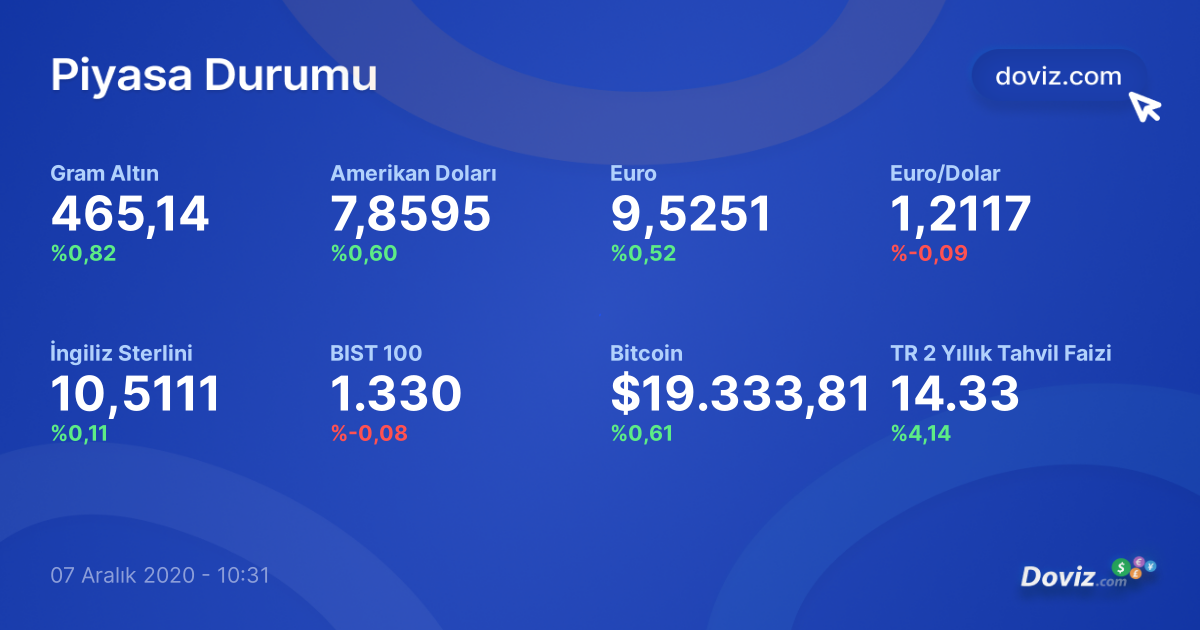 Piyasa Durumu
doviz.com
Gram Altın
465,14
%0,82
Amerikan Doları
7,8595
%0,60
Euro
9,5251
%0,52
Euro/Dolar
1,2117
%-0,09
İngiliz Sterlini
10,5111
%0,11
BIST 100
1.330
%-0,08
Bitcoin
$19.333,81
%0,61
TR 2 Yıllık Tahvil Faizi
14.33
%4,14
07 Aralık 2020 - 10:31
Doviz.com
$ € £ ¥